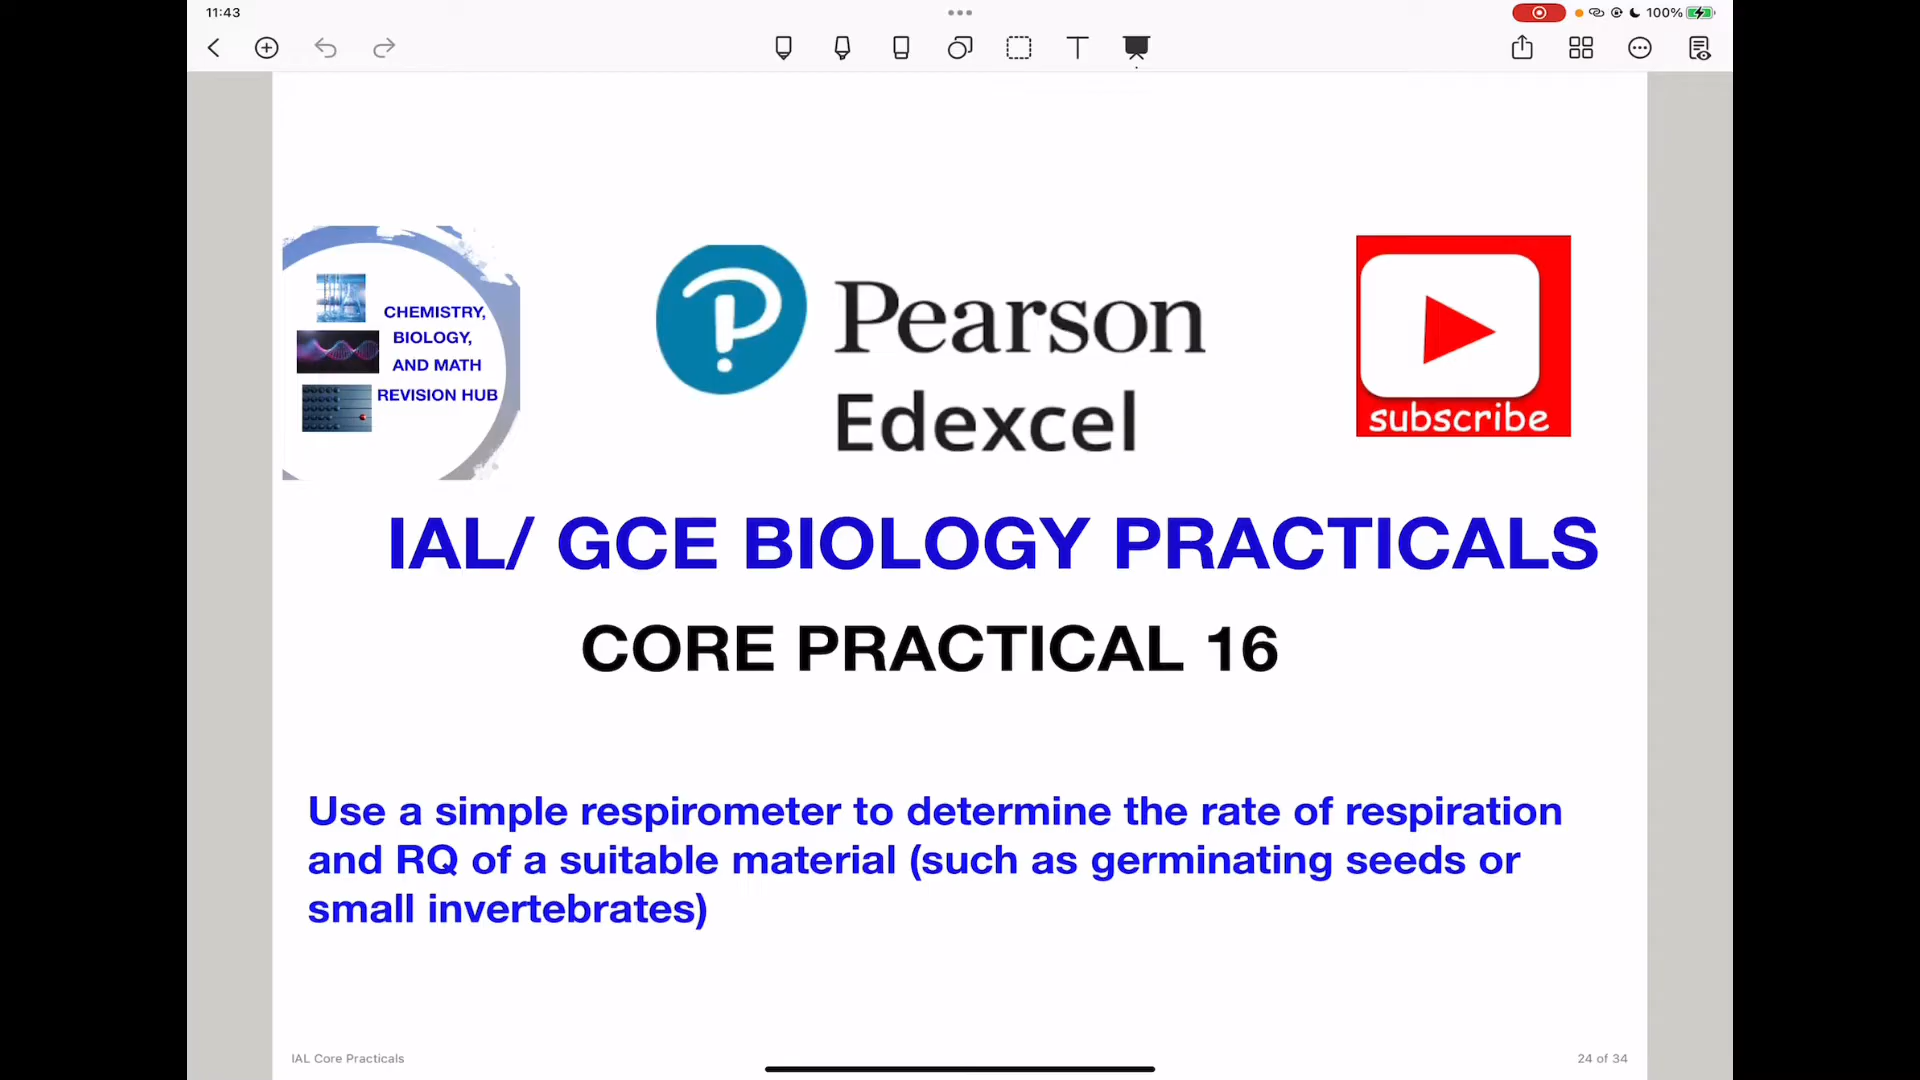 11:43
100%
CHEMISTRY,
BIOLOGY,
AND MATH
REVISION HUB
Pearson
Edexcel
subscribe
IAL/ GCE BIOLOGY PRACTICALS
CORE PRACTICAL 16
Use a simple respirometer to determine the rate of respiration
and RQ of a suitable material (such as germinating seeds or
small invertebrates)
IAL Core Practicals
24 of 34